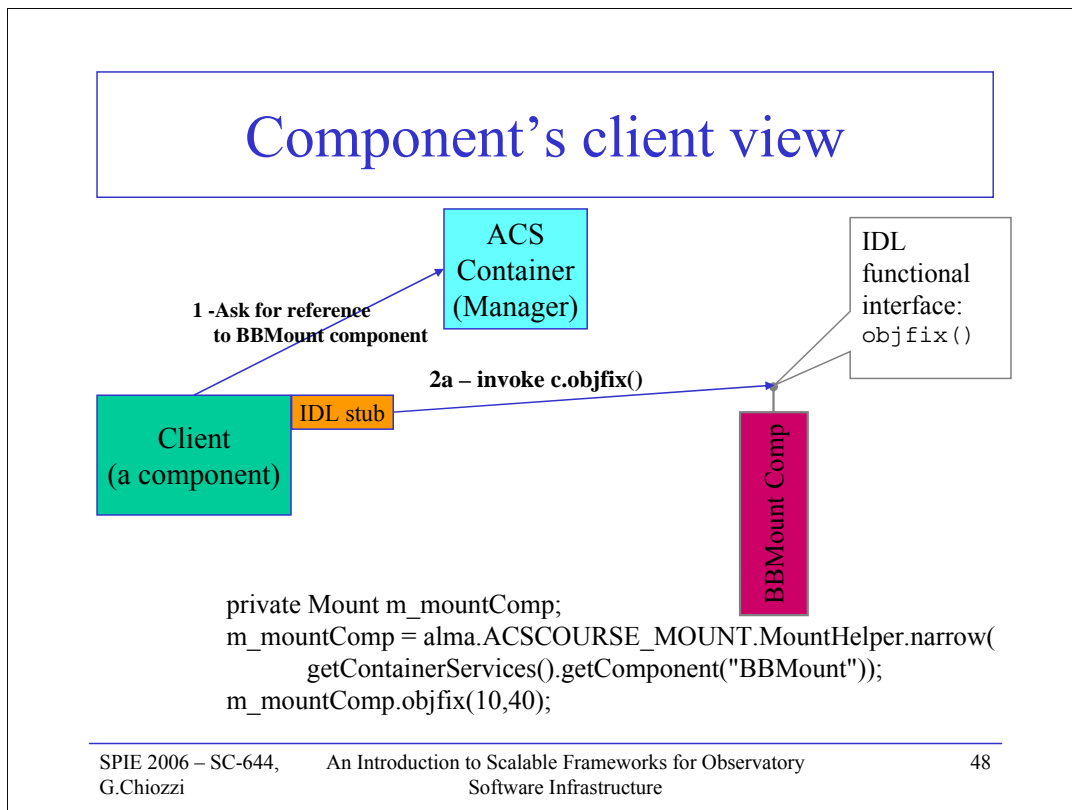 Component's client view
ACS
Container
(Manager)
IDL
functional
interface:
objfix()
1 -Ask for reference
to BBMount component
2a – invoke c.objfix()
IDL stub
Client
(a component)
BBMount Comp
private Mount m_mountComp;
m_mountComp = alma.ACSCOURSE_MOUNT.MountHelper.narrow(
getContainerServices().getComponent("BBMount"));
m_mountComp.objfix(10,40);
SPIE 2006 – SC-644,
G.Chiozzi
An Introduction to Scalable Frameworks for Observatory
Software Infrastructure
48